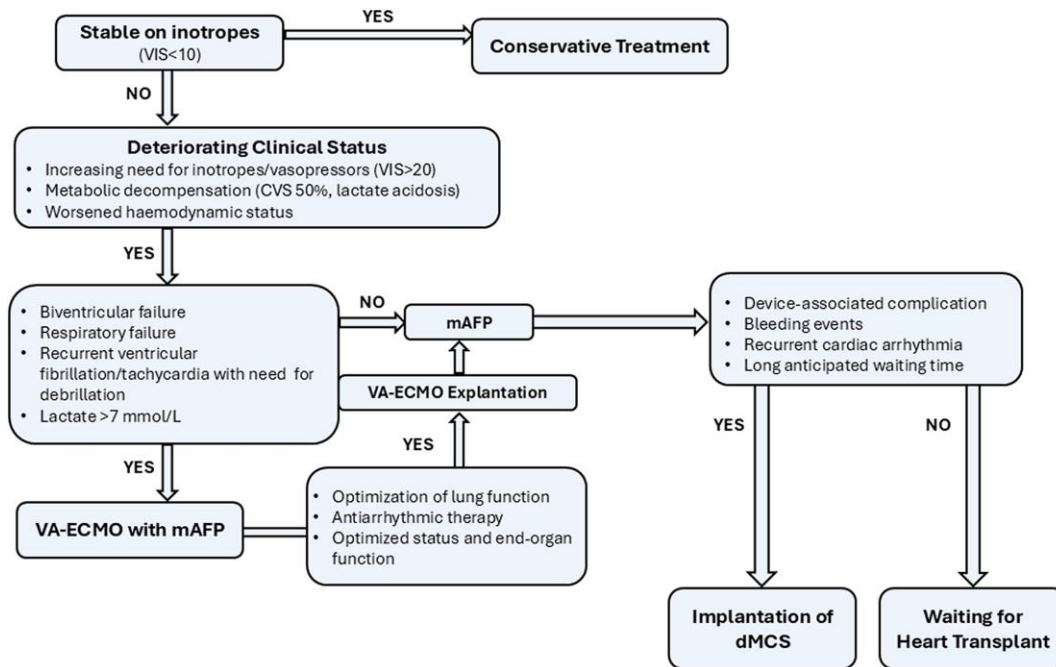 Stable on inotropes
(VIS<10)
YES
Conservative Treatment
NO
Deteriorating Clinical Status
• Increasing need for inotropes/vasopressors (VIS>20)
• Metabolic decompensation (CVS 50%, lactate acidosis)
• Worsened haemodynamic status
YES
• Biventricular failure
• Respiratory failure
• Recurrent ventricular
fibrillation/tachycardia with need for
debrillation
• Lactate >7 mmol/L
NO
mAFP
• Device-associated complication
• Bleeding events
• Recurrent cardiac arrhythmia
• Long anticipated waiting time
VA-ECMO Explantation
YES
YES
VA-ECMO with mAFP
• Optimization of lung function
• Antiarrhythmic therapy
• Optimized status and end-organ
function
YES
NO
Implantation of
dMCS
Waiting for
Heart Transplant